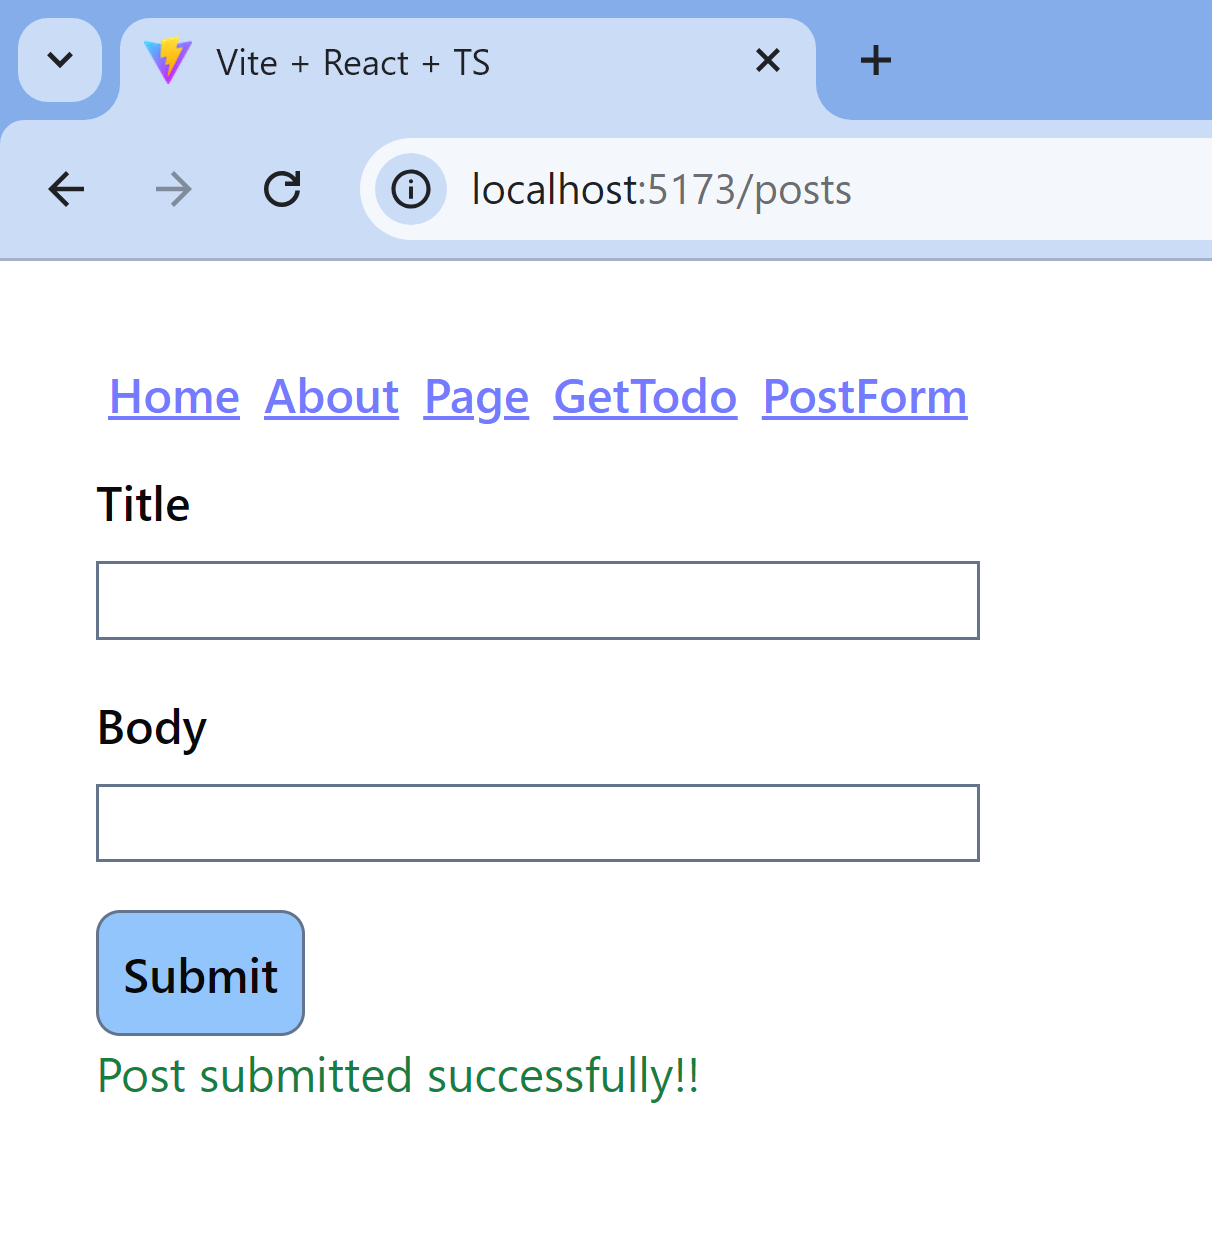 Vite + React + TS
localhost:5173/posts
Home About Page GetTodo PostForm
Title
Body
Submit
Post submitted successfully!!